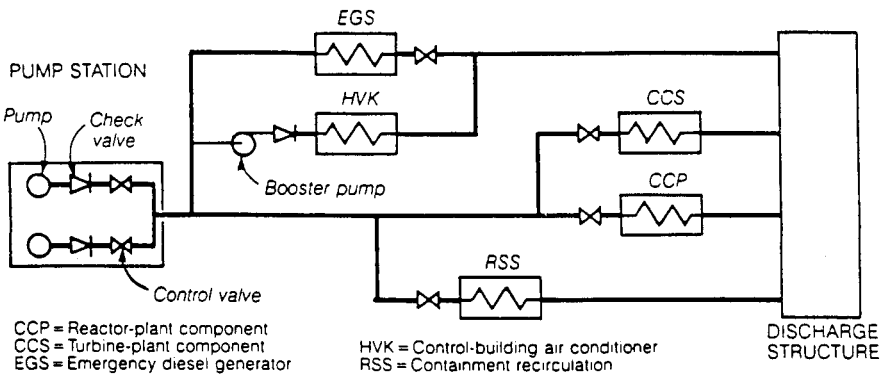 EGS
PUMP STATION
HVK
CCS
Pump
Check
valve
Booster pump
CCP
RSS
Control valve
CCP = Reactor-plant component
CCS = Turbine-plant component
EGS = Emergency diesel generator
HVK = Control-building air conditioner
RSS = Containment recirculation
DISCHARGE
STRUCTURE